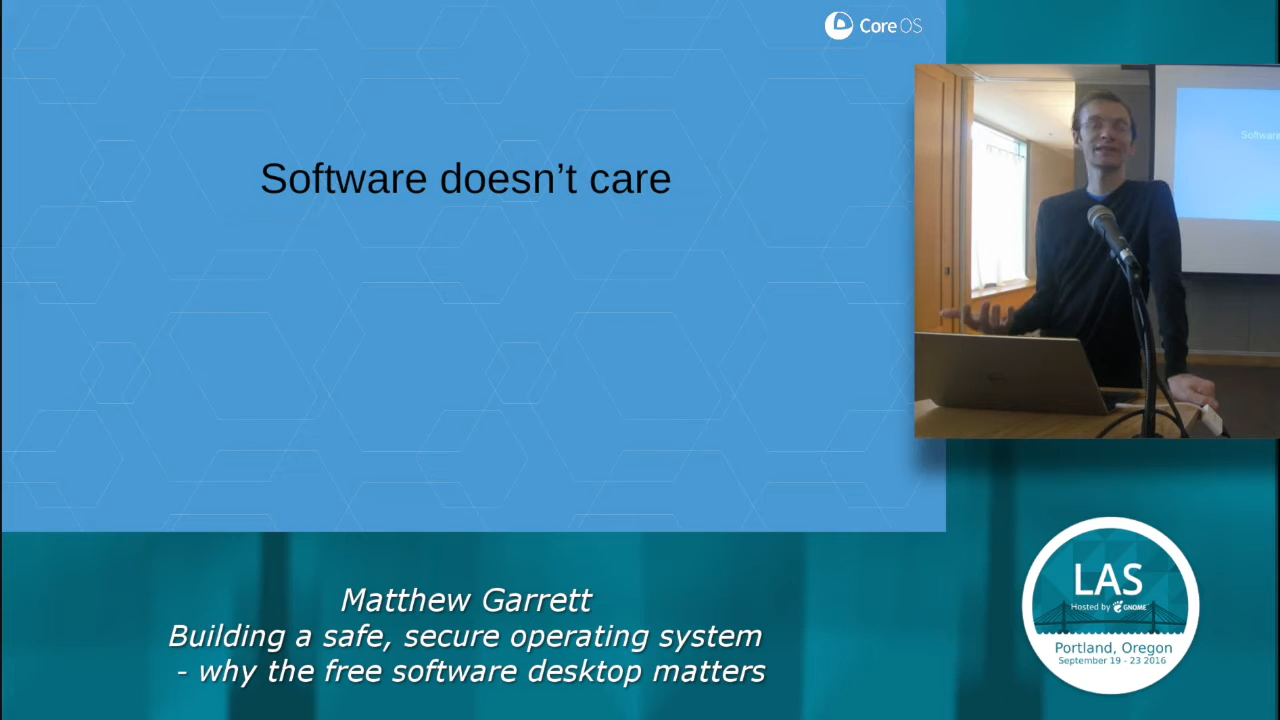 CoreOS
Software doesn’t care
Software
Matthew Garrett
Building a safe, secure operating system
- why the free software desktop matters
LAS
Hosted by GNOME
Portland, Oregon
September 19 - 23 2016